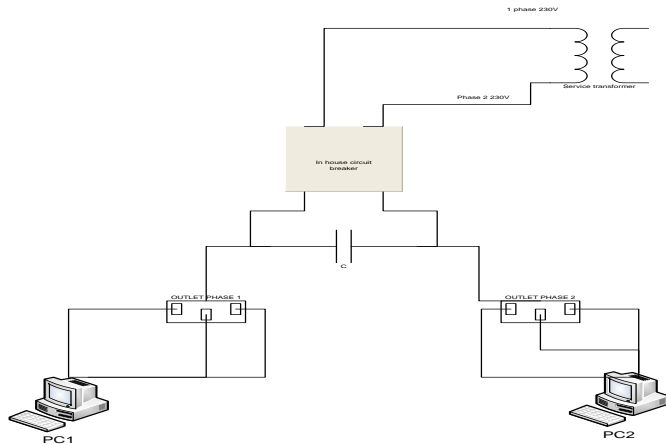 1 phase 230V
Service transformer
Phase 2 230V
In house circuit
breaker
C
OUTLET PHASE 1
OUTLET PHASE 2
PC1
PC2